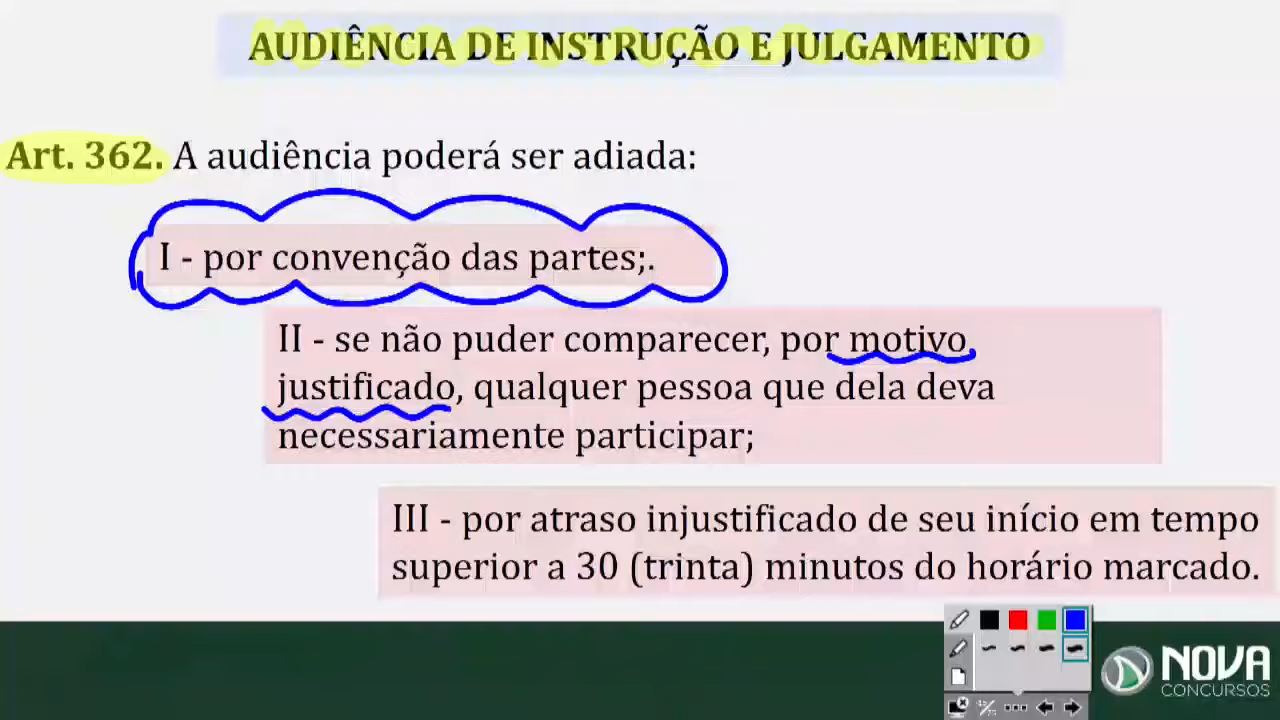 AUDIÊNCIA DE INSTRUÇÃO E JULGAMENTO
Art. 362. A audiência poderá ser adiada:
I - por convenção das partes;.
II - se não puder comparecer, por motivo
justificado, qualquer pessoa que dela deva
necessariamente participar;
III - por atraso injustificado de seu início em tempo
superior a 30 (trinta) minutos do horário marcado.
NOVA
CONCURSOS